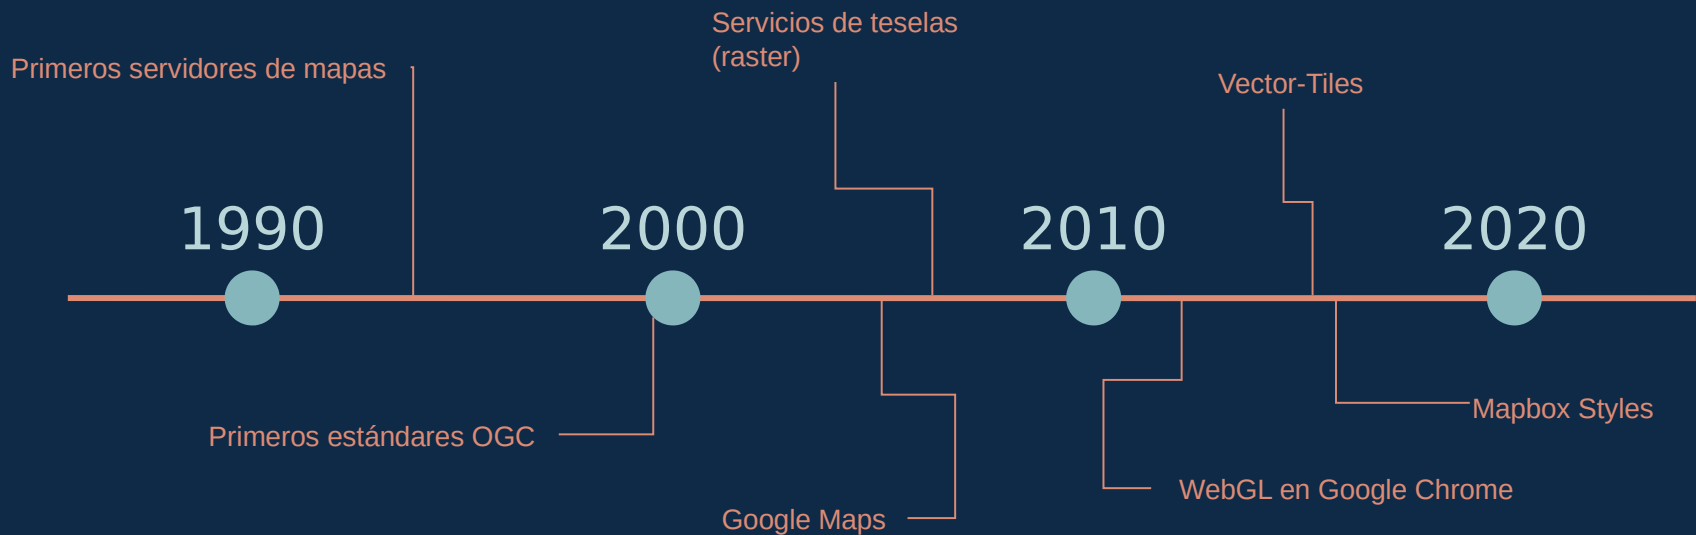 Servicios de teselas
(raster)
Primeros servidores de mapas
Vector-Tiles
1990
2000
2010
2020
Primeros estándares OGC
Mapbox Styles
WebGL en Google Chrome
Google Maps